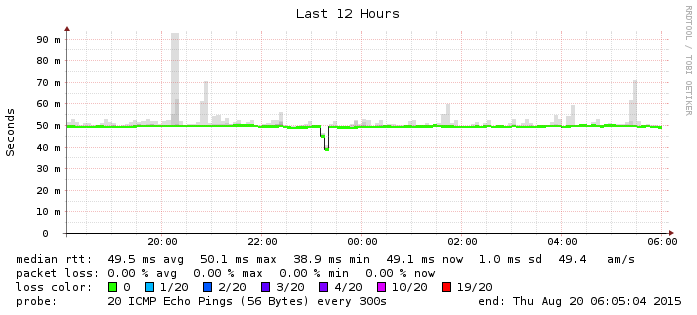 Last 12 Hours
RRDTOOL / TOBI OETIKER
Seconds
90 m
80 m
70 m
60 m
50 m
40 m
30 m
20 m
10 m
0
20:00 22:00 00:00 02:00 04:00 06:00
median rtt: 49.5 ms avg 50.1 ms max 38.9 ms min 49.1 ms now 1.0 ms sd 49.4 am/s
packet loss: 0.00 % avg 0.00 % max 0.00 % min 0.00 % now
loss color: 0 1/20 2/20 3/20 4/20 10/20 19/20
probe: 20 ICMP Echo Pings (56 Bytes) every 300s end: Thu Aug 20 06:05:04 2015